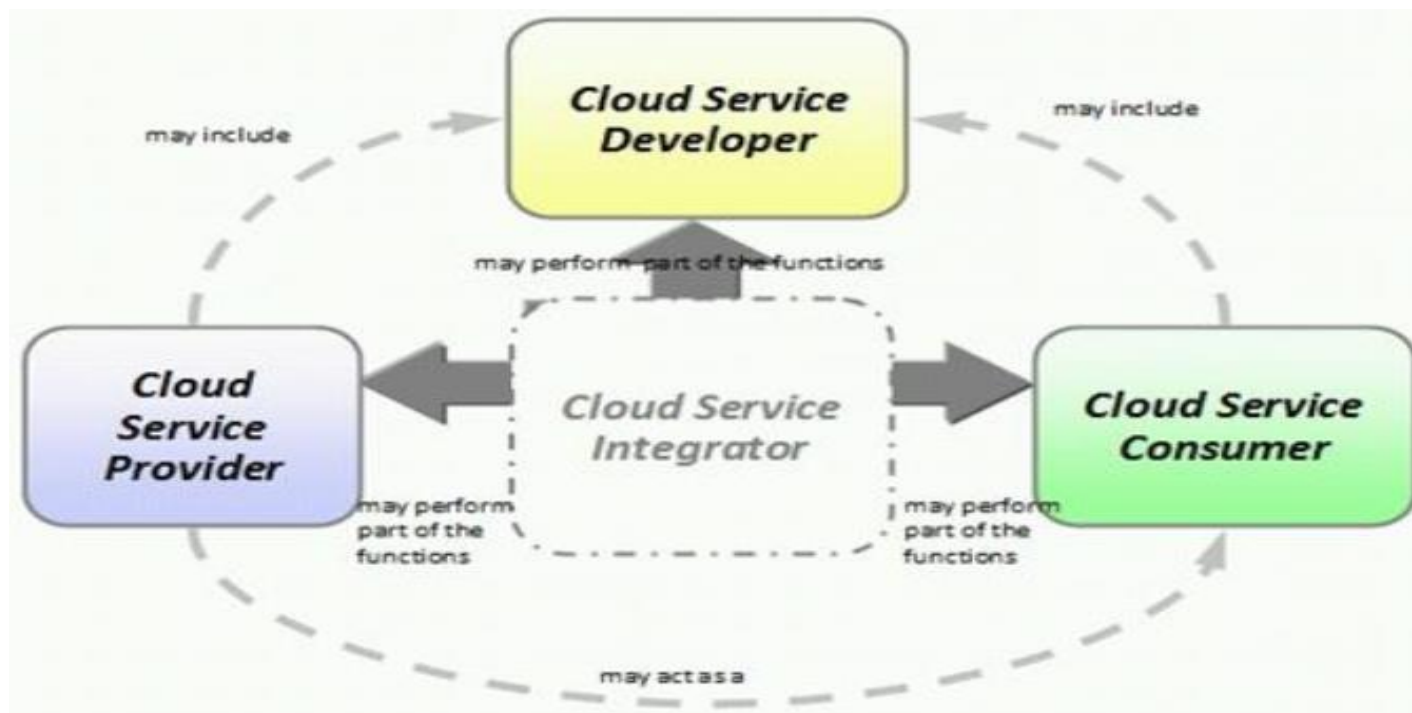 Cloud Service
Developer
may include
may include
may perform part of the functions
Cloud
Service
Provider
Cloud Service
Integrator
Cloud Service
Consumer
may perform
part of the
functions
may perform
part of the
functions
may act as a